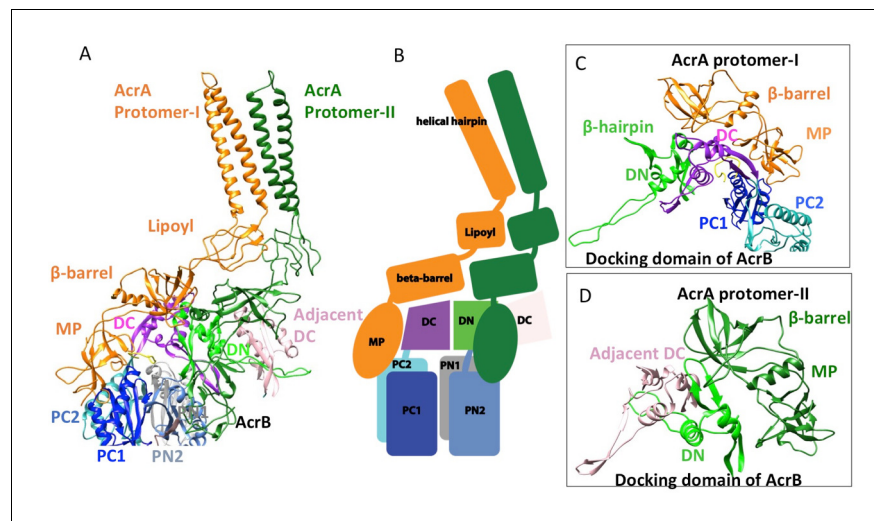 A
AcrA
Protomer-I
AcrA
Protomer-II
Lipoyl
β-barrel
MP
DC
DN
Adjacent
DC
PC2
PC1
PN2
AcrB
B
helical hairpin
Lipoyl
beta-barrel
MP
DC
DN
DC
PC2
PN1
PC1
PN2
C
AcrA protomer-I
β-barrel
β-hairpin
DC
MP
DN
PC2
PC1
Docking domain of AcrB
D
AcrA protomer-II
β-barrel
Adjacent DC
MP
DN
Docking domain of AcrB